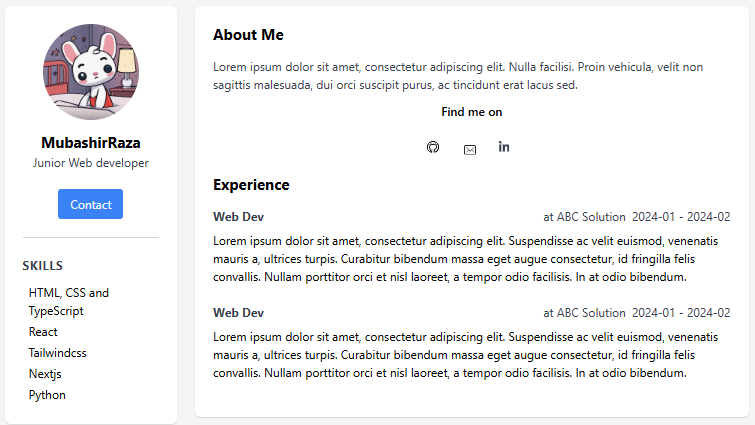 MubashirRaza
Junior Web developer
Contact
SKILLS
HTML, CSS and
TypeScript
React
Tailwindcss
Nextjs
Python
About Me
Lorem ipsum dolor sit amet, consectetur adipiscing elit. Nulla facilisi. Proin vehicula, velit non
sagittis malesuada, dui orci suscipit purus, ac tincidunt erat lacus sed.
Find me on
in
Experience
Web Dev at ABC Solution 2024-01 - 2024-02
Lorem ipsum dolor sit amet, consectetur adipiscing elit. Suspendisse ac velit euismod, venenatis
mauris a, ultrices turpis. Curabitur bibendum massa eget augue consectetur, id fringilla felis
convallis. Nullam porttitor orci et nisl laoreet, a tempor odio facilisis. In at odio bibendum.
Web Dev at ABC Solution 2024-01 - 2024-02
Lorem ipsum dolor sit amet, consectetur adipiscing elit. Suspendisse ac velit euismod, venenatis
mauris a, ultrices turpis. Curabitur bibendum massa eget augue consectetur, id fringilla felis
convallis. Nullam porttitor orci et nisl laoreet, a tempor odio facilisis. In at odio bibendum.